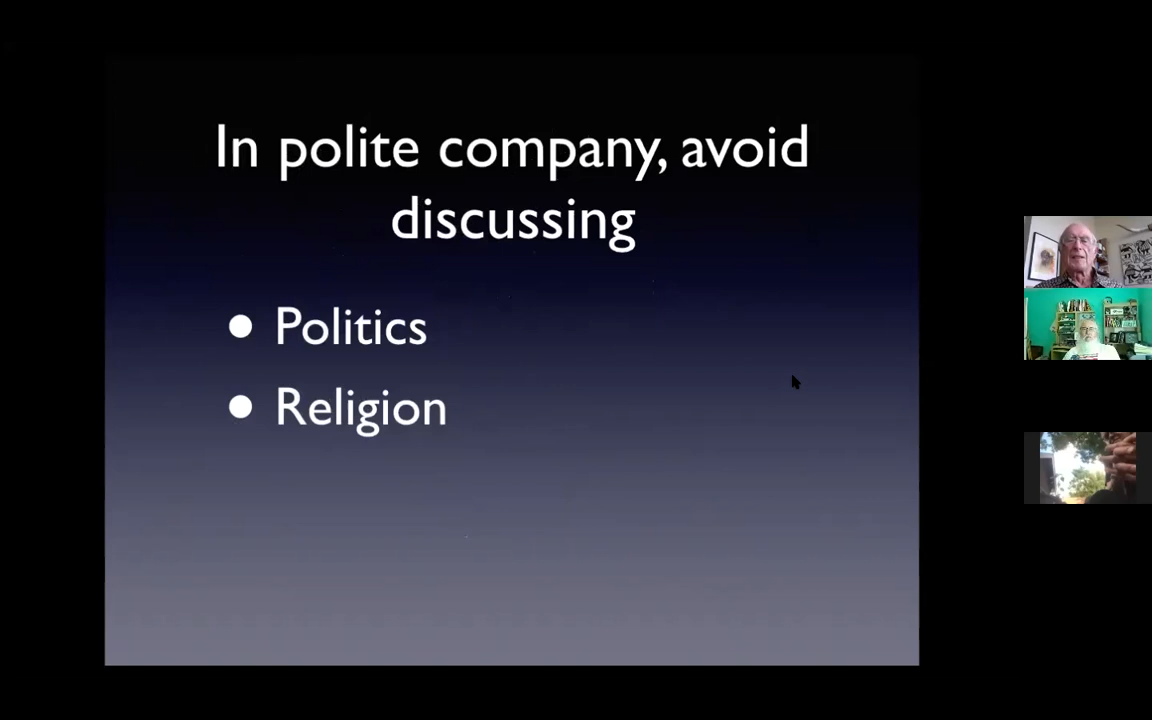 In polite company, avoid
discussing
• Politics
• Religion